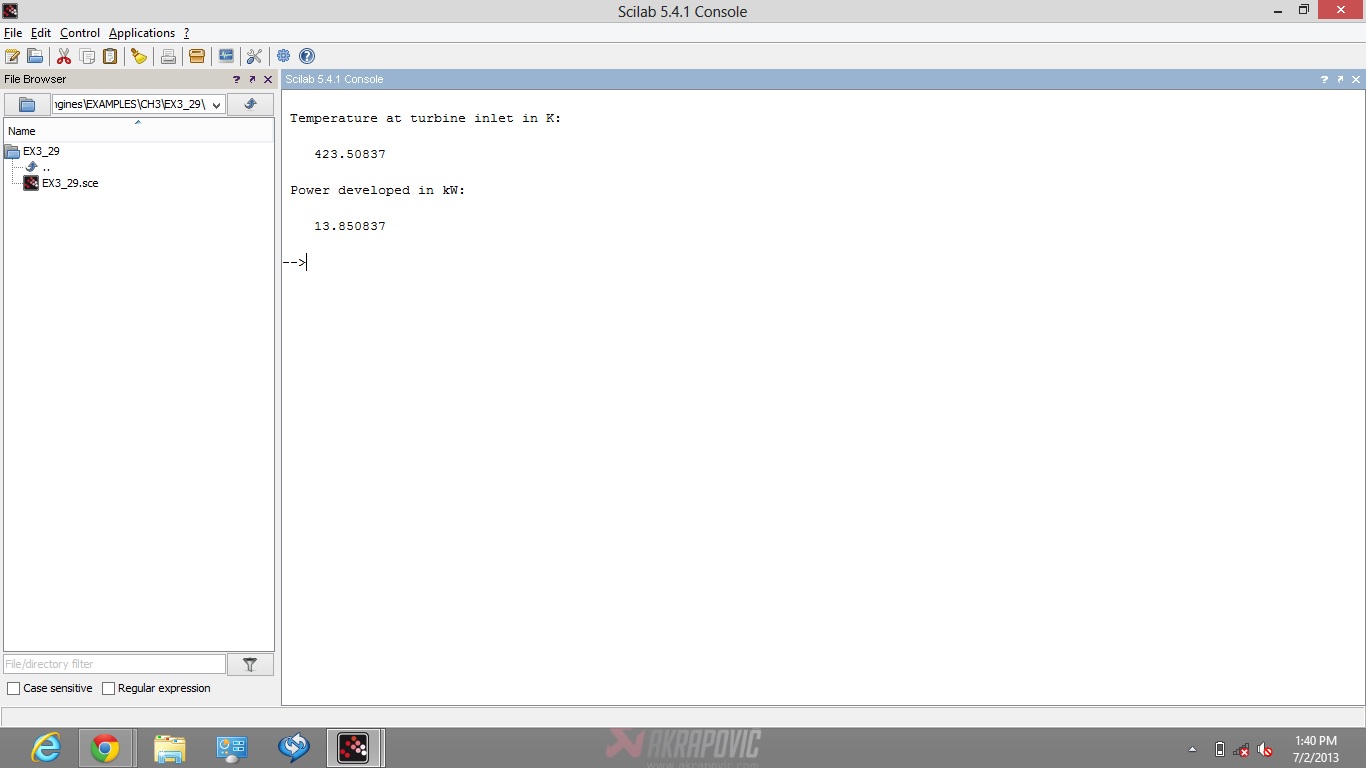 Scilab 5.4.1 Console
File Edit Control Applications ?
File Browser
Scilab 5.4.1 Console
ngines\EXAMPLES\CH3\EX3_29\
Name
EX3_29
..
EX3_29.sce
Temperature at turbine inlet in K:
423.50837
Power developed in kW:
13.850837
-->
File/directory filter
Case sensitive
Regular expression
AKRAPOVIC
www.akrapovic.com
1:40 PM
7/2/2013